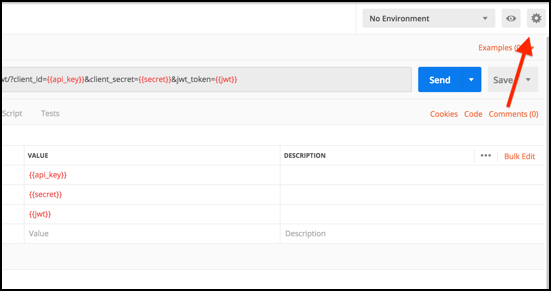 No Environment
Examples (0)
wt/?client_id={{api_key}}&client_secret={{secret}}&jwt_token={{jwt}}
Send
Save
Script
Tests
Cookies
Code
Comments (0)
VALUE
DESCRIPTION
•••
Bulk Edit
{{api_key}}
{{secret}}
{{jwt}}
Value
Description